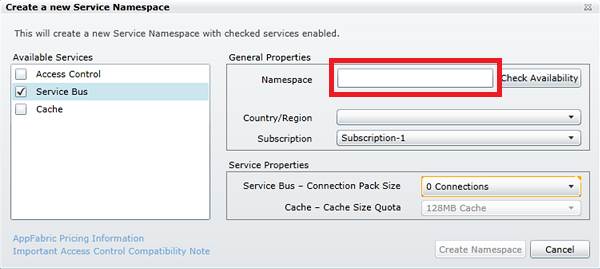 Create a new Service Namespace
This will create a new Service Namespace with checked services enabled.
Available Services
Access Control
Service Bus
Cache
General Properties
Namespace
Check Availability
Country/Region
Subscription
Subscription-1
Service Properties
Service Bus – Connection Pack Size
0 Connections
Cache – Cache Size Quota
128MB Cache
AppFabric Pricing Information
Important Access Control Compatibility Note
Create Namespace
Cancel